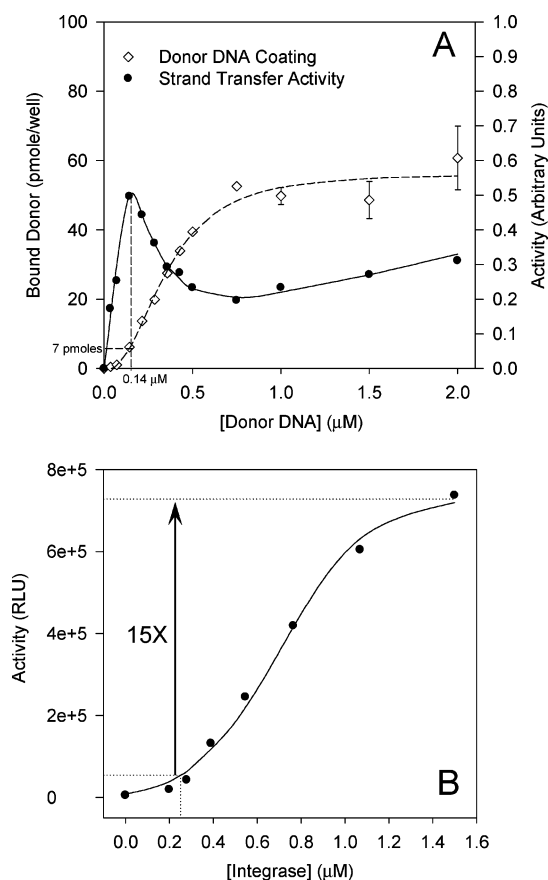 A
Donor DNA Coating
Strand Transfer Activity
100
80
60
40
20
0
Bound Donor (pmole/well)
1.0
0.9
0.8
0.7
0.6
0.5
0.4
0.3
0.2
0.1
0.0
Activity (Arbitrary Units)
7 pmoles
0.14 μM
0.0 0.5 1.0 1.5 2.0
[Donor DNA] (μM)
8e+5
6e+5
4e+5
2e+5
0
Activity (RLU)
15X
B
0.0 0.2 0.4 0.6 0.8 1.0 1.2 1.4 1.6
[Integrase] (μM)